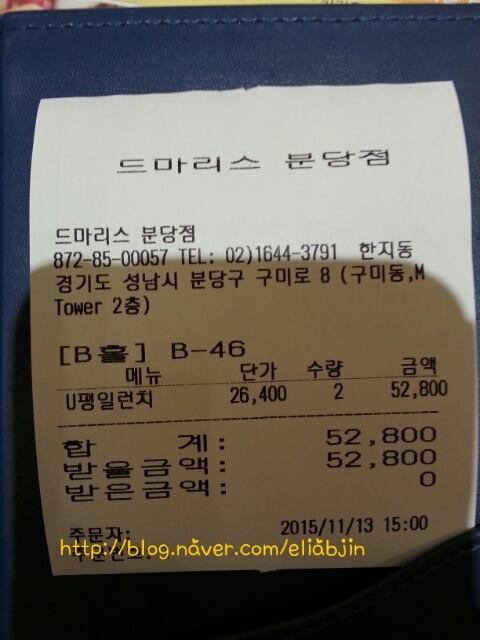 드마리스 분당점
드마리스 분당점
872-85-00057 TEL: 02)1644-3791 한지동
경기도 성남시 분당구 구미로 8 (구미동,M
Tower 2층)
[B홀] B-46
메뉴 단가 수량 금액
U평일런치 26,400 2 52,800
합 계: 52,800
받을금액: 52,800
받은금액: 0
주문자: 2015/11/13 15:00
http://blog.naver.com/eliabjin